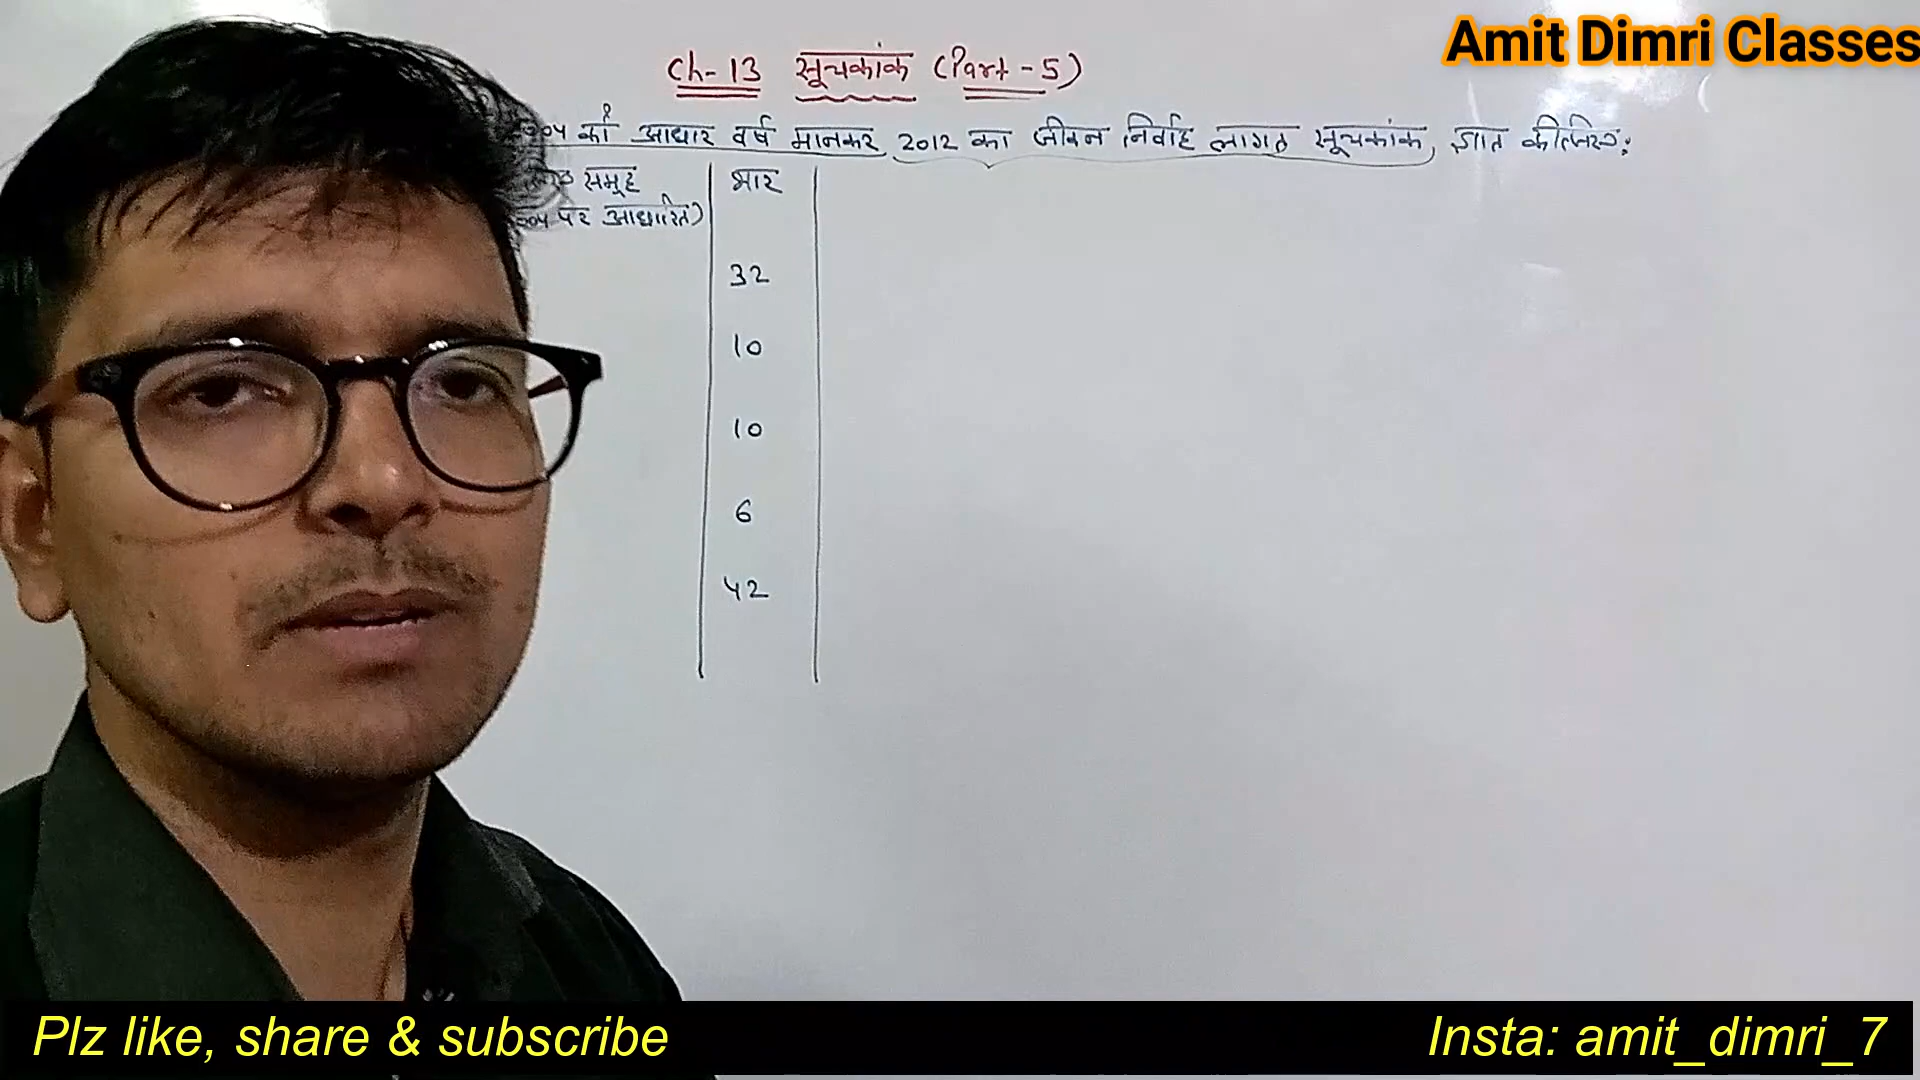 Amit Dimri Classes
Ch-13 सूचकांक (Part-5)
को आधार वर्ष मानकर 2012 का जीवन निर्वाह लागत सूचकांक, ज्ञात कीजिए:
समूह भार
पर आधारित)
32
10
10
6
42
Plz like, share & subscribe
Insta: amit_dimri_7